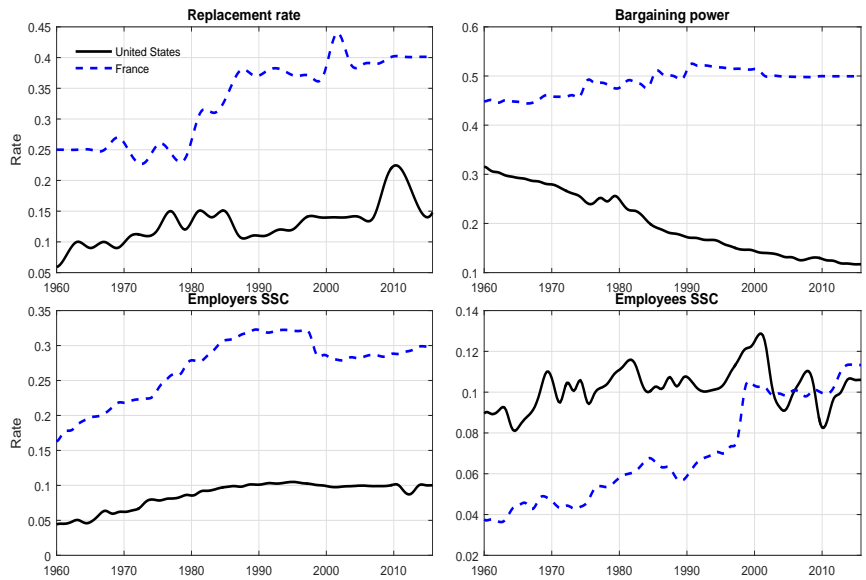 Replacement rate
Bargaining power
0.45
0.4
0.35
0.3
0.25
0.2
0.15
0.1
0.05
Rate
United States
France
1960 1970 1980 1990 2000 2010
0.6
0.5
0.4
0.3
0.2
0.1
1960 1970 1980 1990 2000 2010
Employers SSC
Employees SSC
0.35
0.3
0.25
0.2
0.15
0.1
0.05
0
Rate
1960 1970 1980 1990 2000 2010
0.14
0.12
0.1
0.08
0.06
0.04
0.02
1960 1970 1980 1990 2000 2010